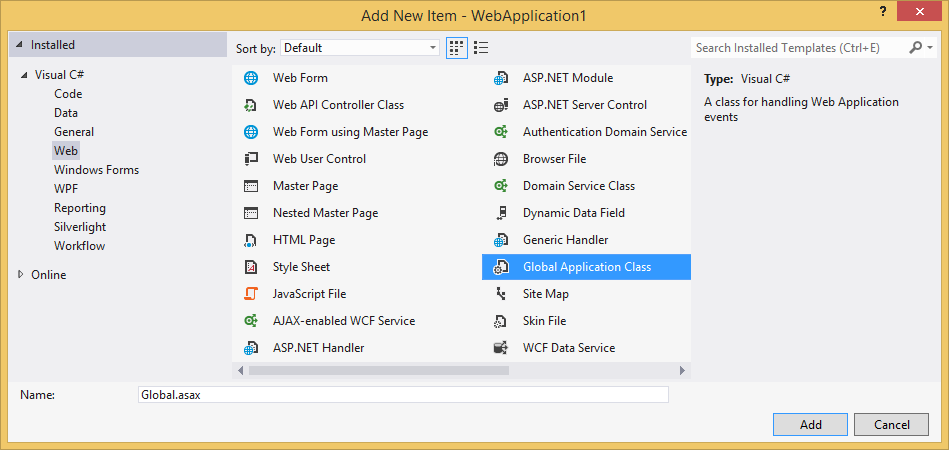 Add New Item - WebApplication1
?
Installed
Sort by: Default
Search Installed Templates (Ctrl+E)
Visual C#
Code
Data
General
Web
Windows Forms
WPF
Reporting
Silverlight
Workflow
Online
Web Form
Web API Controller Class
Web Form using Master Page
Web User Control
Master Page
Nested Master Page
HTML Page
Style Sheet
JavaScript File
AJAX-enabled WCF Service
ASP.NET Handler
ASP.NET Module
ASP.NET Server Control
Authentication Domain Service
Browser File
Domain Service Class
Dynamic Data Field
Generic Handler
Global Application Class
Site Map
Skin File
WCF Data Service
Type: Visual C#
A class for handling Web Application
events
Name: Global.asax
Add Cancel